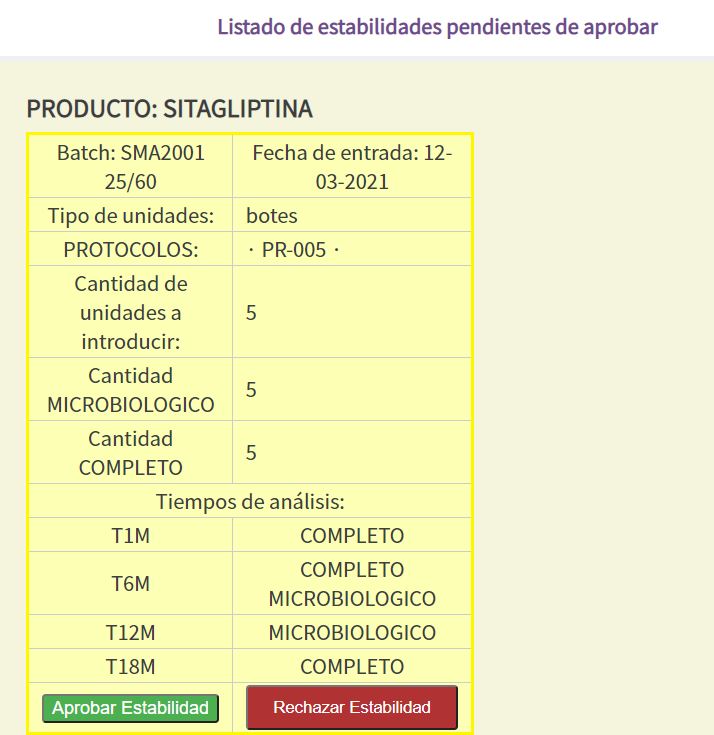 Listado de estabilidades pendientes de aprobar
PRODUCTO: SITAGLIPTINA
Batch: SMA2001
25/60
Fecha de entrada: 12-
03-2021
Tipo de unidades:
botes
PROTOCOLOS:
· PR-005 ·
Cantidad de
unidades a
introducir:
5
Cantidad
MICROBIOLOGICO
5
Cantidad
COMPLETO
5
Tiempos de análisis:
T1M
COMPLETO
T6M
COMPLETO
MICROBIOLOGICO
T12M
MICROBIOLOGICO
T18M
COMPLETO
Aprobar Estabilidad
Rechazar Estabilidad